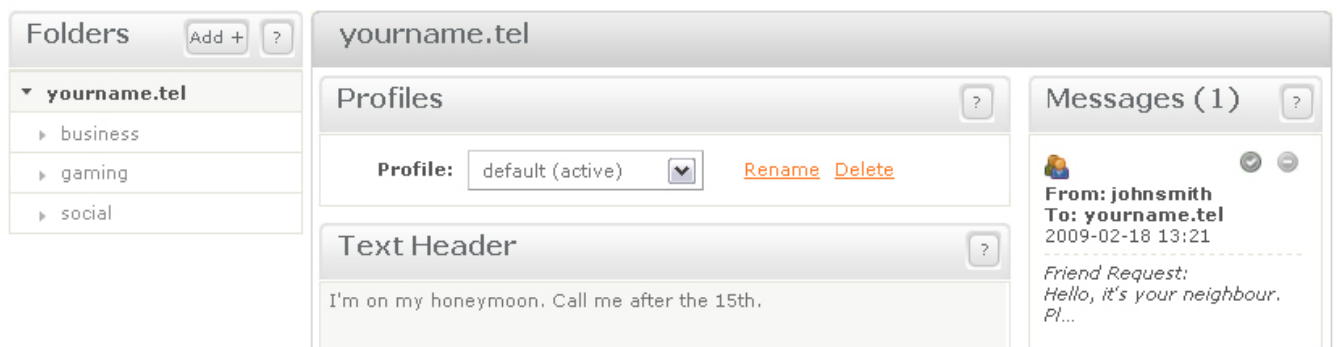 Folders
Add +
?
yourname.tel
business
gaming
social
yourname.tel
Profiles
?
Profile: default (active) Rename Delete
Text Header
?
I'm on my honeymoon. Call me after the 15th.
Messages (1)
?
From: johnsmith
To: yourname.tel
2009-02-18 13:21
Friend Request:
Hello, it's your neighbour.
Pl...